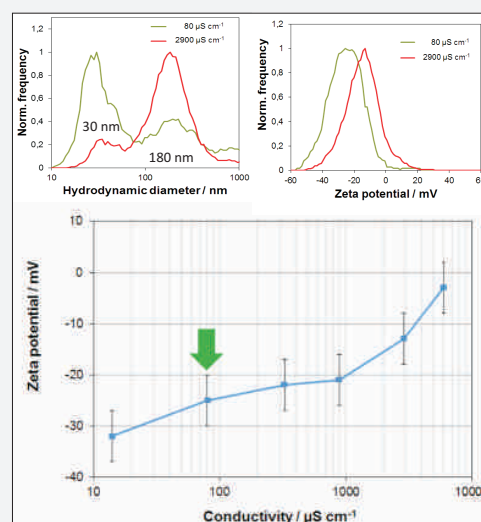 Norm. frequency
1,2
1
0,8
0,6
0,4
0,2
0
80 µS cm⁻¹
2900 µS cm⁻¹
30 nm
180 nm
10 100 1000
Hydrodynamic diameter / nm
Norm. frequency
1,2
1
0,8
0,6
0,4
0,2
0
80 µS cm⁻¹
2900 µS cm⁻¹
-60 -40 -20 0 20 40 60
Zeta potential / mV
Zeta potential / mV
10
0
-10
-20
-30
-40
10 100 1000 1000
Conductivity / µS cm⁻¹